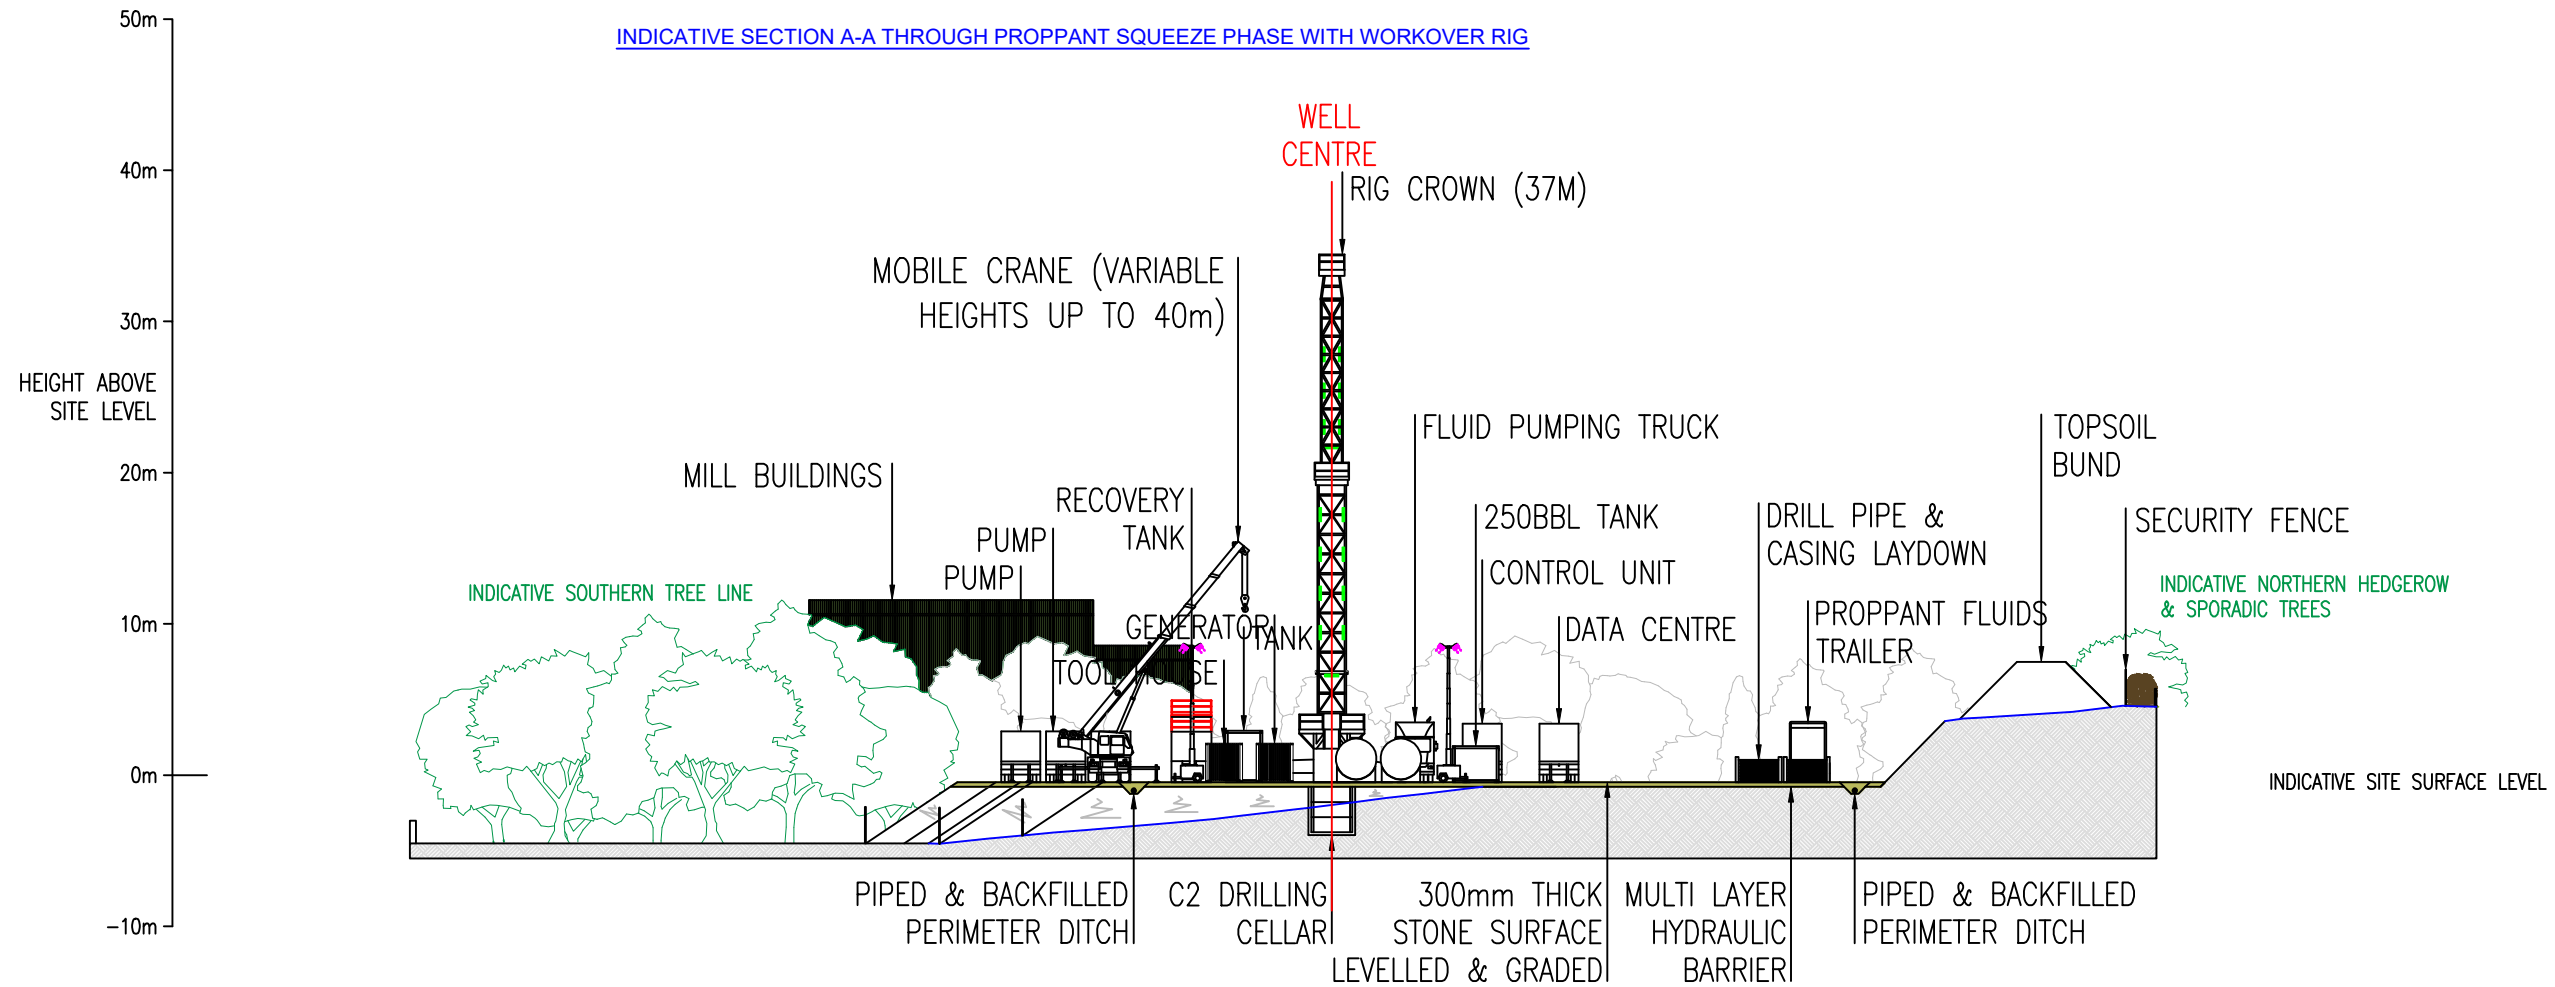 50m
INDICATIVE SECTION A-A THROUGH PROPPANT SQUEEZE PHASE WITH WORKOVER RIG
WELL
CENTRE
40m
RIG CROWN (37M)
MOBILE CRANE (VARIABLE
HEIGHTS UP TO 40m)
30m
HEIGHT ABOVE
SITE LEVEL
FLUID PUMPING TRUCK
TOPSOIL
BUND
20m
MILL BUILDINGS
RECOVERY
TANK
250BBL TANK
DRILL PIPE &
CASING LAYDOWN
SECURITY FENCE
PUMP
PUMP
CONTROL UNIT
INDICATIVE SOUTHERN TREE LINE
INDICATIVE NORTHERN HEDGEROW
& SPORADIC TREES
10m
GENERATOR
TANK
DATA CENTRE
PROPPANT FLUIDS
TRAILER
TOOL HOUSE
0m
INDICATIVE SITE SURFACE LEVEL
PIPED & BACKFILLED
PERIMETER DITCH
C2 DRILLING
CELLAR
300mm THICK
STONE SURFACE
LEVELLED & GRADED
MULTI LAYER
HYDRAULIC
BARRIER
PIPED & BACKFILLED
PERIMETER DITCH
-10m